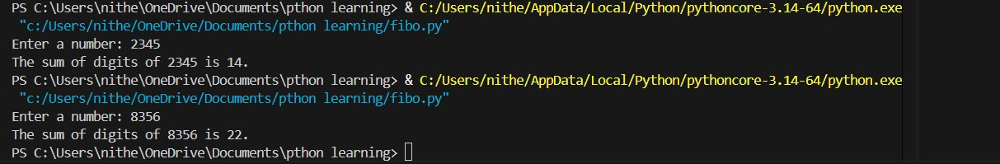 PS C:\Users\nithe\OneDrive\Documents\pthon learning> & C:/Users/nithe/AppData/Local/Python/pythoncore-3.14-64/python.exe
"c:/Users/nithe/OneDrive/Documents/pthon learning/fibo.py"
Enter a number: 2345
The sum of digits of 2345 is 14.
PS C:\Users\nithe\OneDrive\Documents\pthon learning> & C:/Users/nithe/AppData/Local/Python/pythoncore-3.14-64/python.exe
"c:/Users/nithe/OneDrive/Documents/pthon learning/fibo.py"
Enter a number: 8356
The sum of digits of 8356 is 22.
PS C:\Users\nithe\OneDrive\Documents\pthon learning>